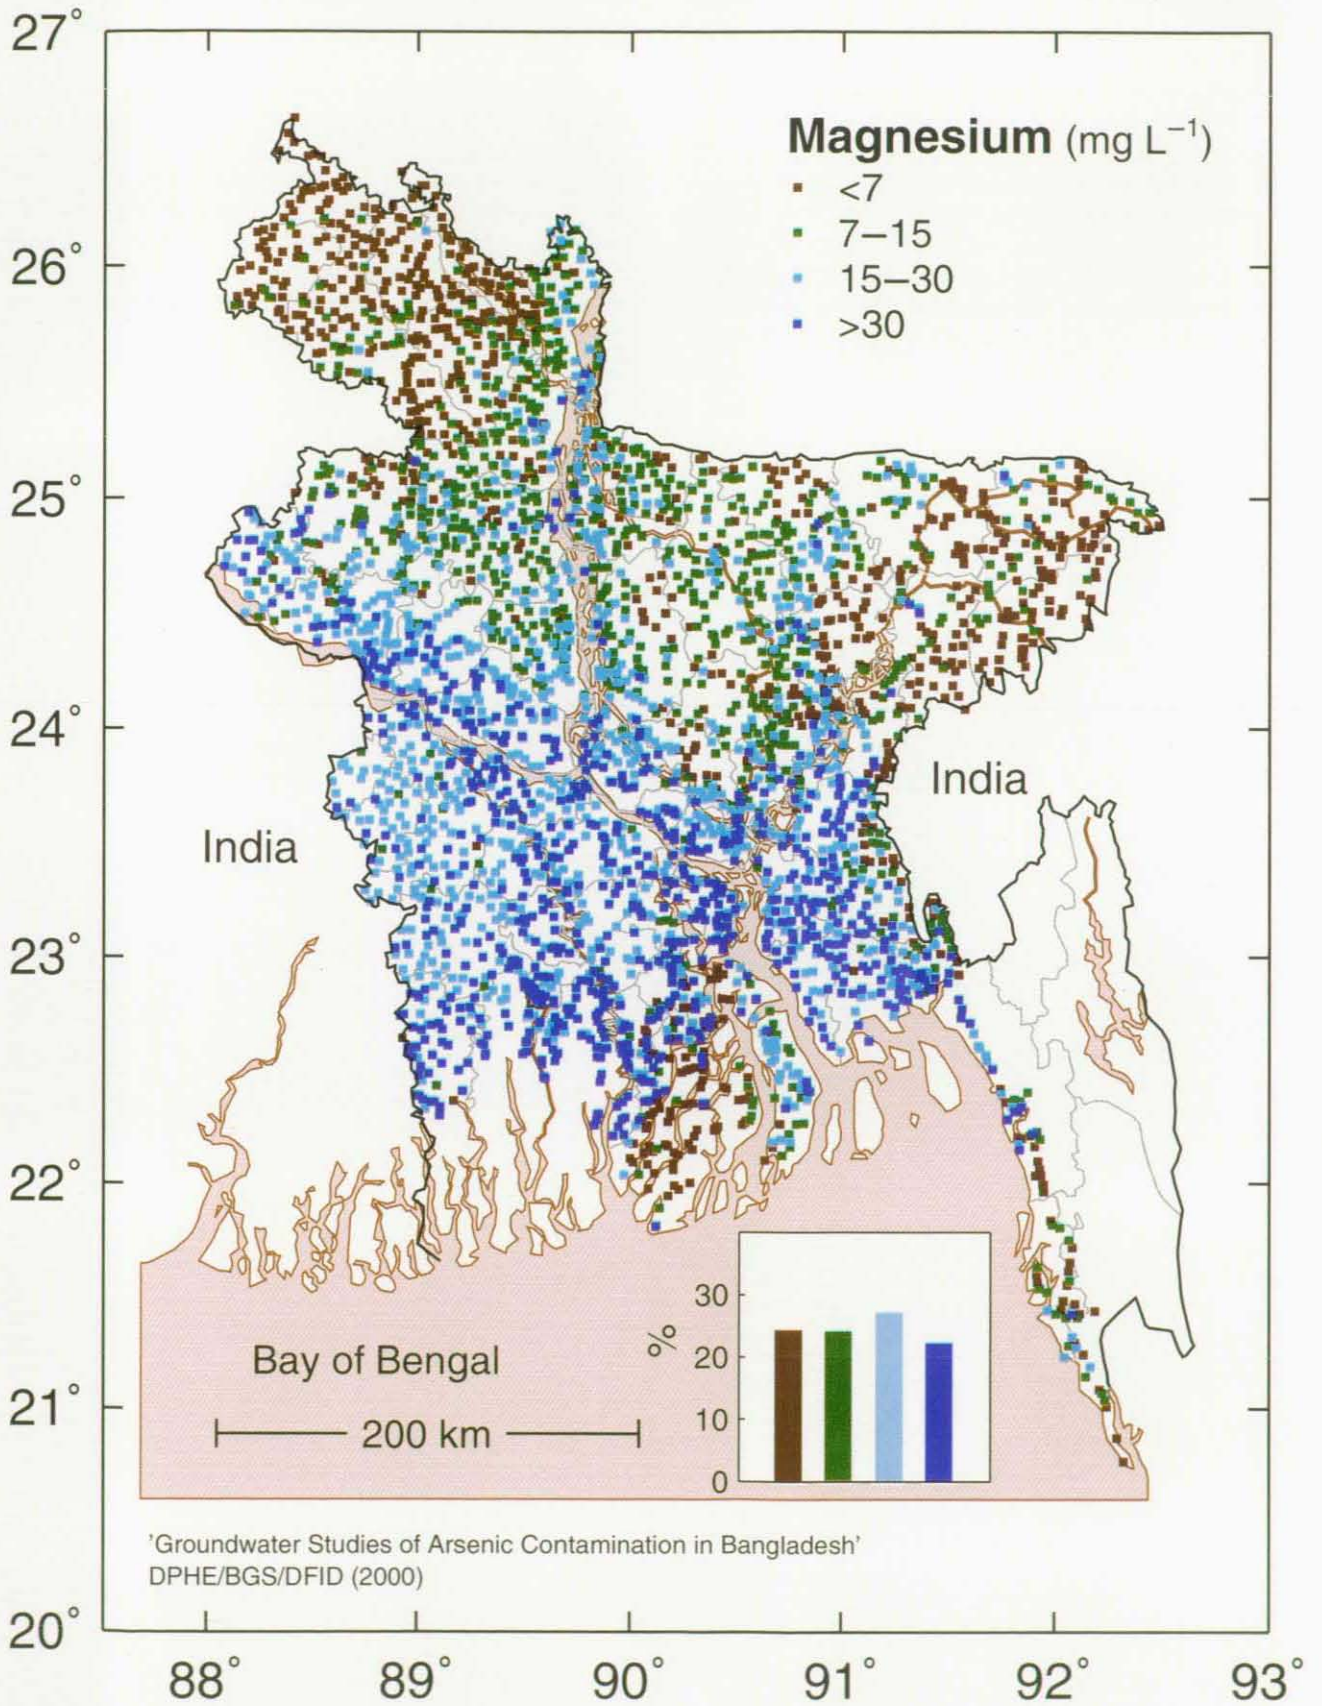 27°
26°
25°
24°
23°
22°
21°
20°
Magnesium (mg L⁻¹)
<7
7–15
15–30
>30
India
India
Bay of Bengal
200 km
%
30
20
10
0
'Groundwater Studies of Arsenic Contamination in Bangladesh'
DPHE/BGS/DFID (2000)
88° 89° 90° 91° 92° 93°